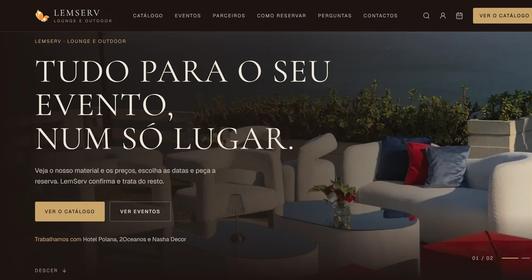 LEMSERV
LOUNGE E OUTDOOR
CATÁLOGO EVENTOS PARCEIROS COMO RESERVAR PERGUNTAS CONTACTOS
VER O CATÁLOGO
LEMSERV · LOUNGE E OUTDOOR
TUDO PARA O SEU
EVENTO,
NUM SÓ LUGAR.
Veja o nosso material e os preços, escolha as datas e peça a
reserva. LemServ confirma e trata do resto.
VER O CATÁLOGO VER EVENTOS
Trabalhamos com Hotel Polana, 2Oceanos e Nasha Decor
01 / 02
DESCER ↓